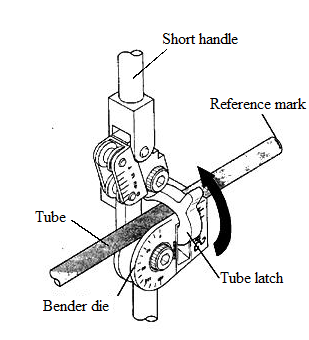 Short handle
Reference mark
Tube
Tube latch
Bender die